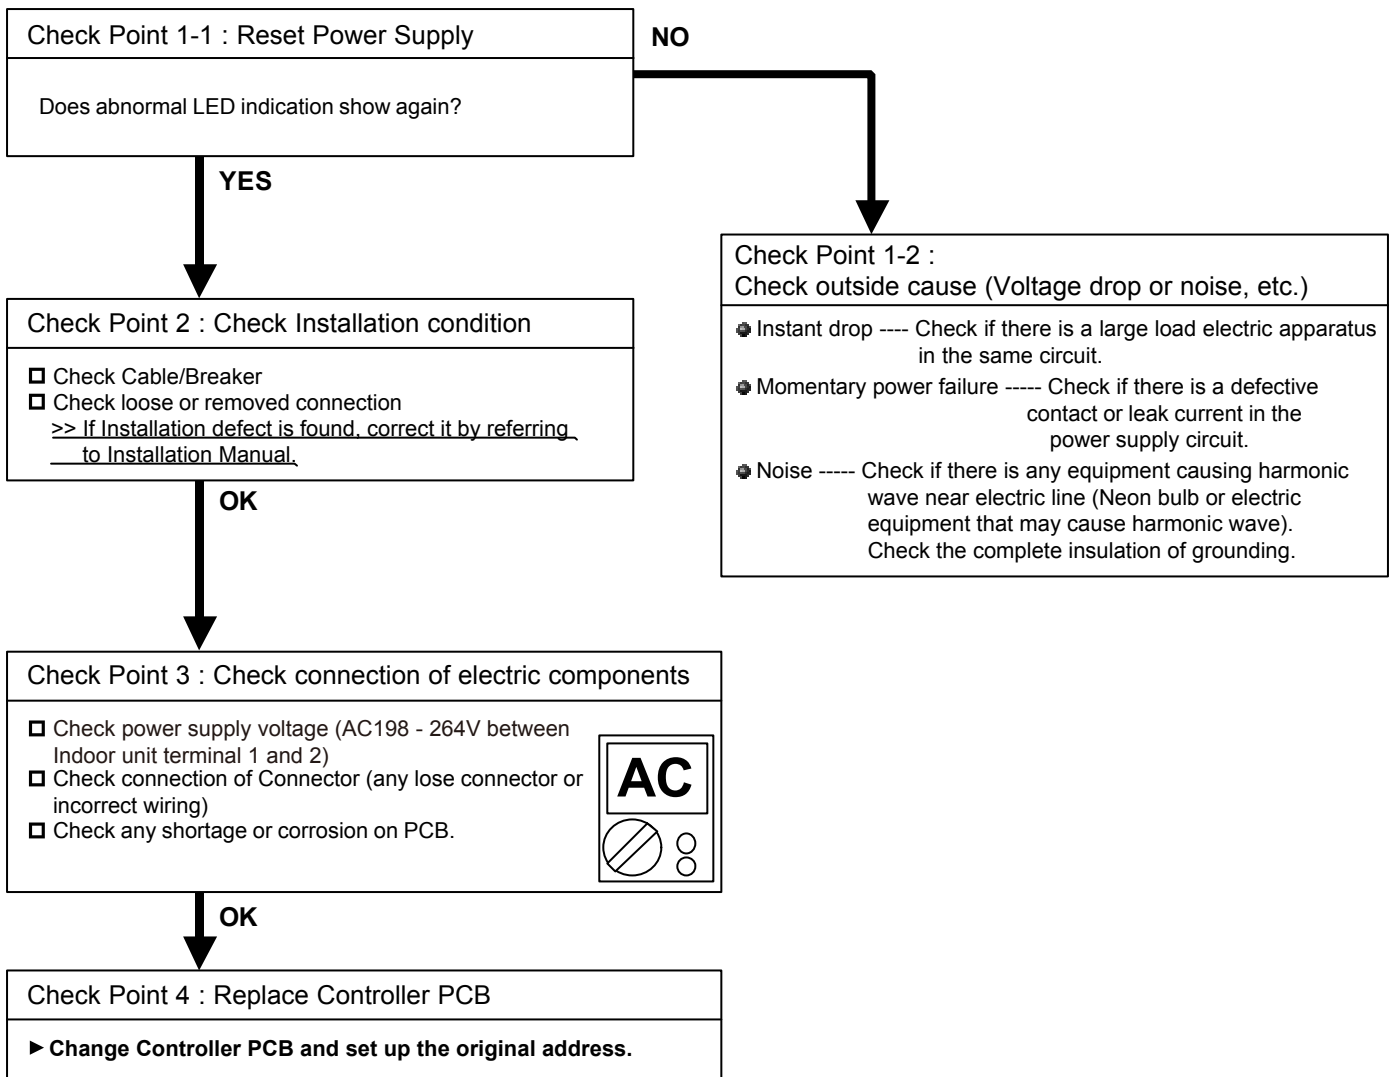 Check Point 1-1 : Reset Power Supply
NO
Does abnormal LED indication show again?
YES
Check Point 1-2 :
Check outside cause (Voltage drop or noise, etc.)
Instant drop ---- Check if there is a large load electric apparatus
in the same circuit.
Momentary power failure ----- Check if there is a defective
contact or leak current in the
power supply circuit.
Noise ----- Check if there is any equipment causing harmonic
wave near electric line (Neon bulb or electric
equipment that may cause harmonic wave).
Check the complete insulation of grounding.
Check Point 2 : Check Installation condition
Check Cable/Breaker
Check loose or removed connection
>> If Installation defect is found, correct it by referring
to Installation Manual.
OK
Check Point 3 : Check connection of electric components
Check power supply voltage (AC198 - 264V between
Indoor unit terminal 1 and 2)
Check connection of Connector (any lose connector or
incorrect wiring)
Check any shortage or corrosion on PCB.
AC
OK
Check Point 4 : Replace Controller PCB
►Change Controller PCB and set up the original address.